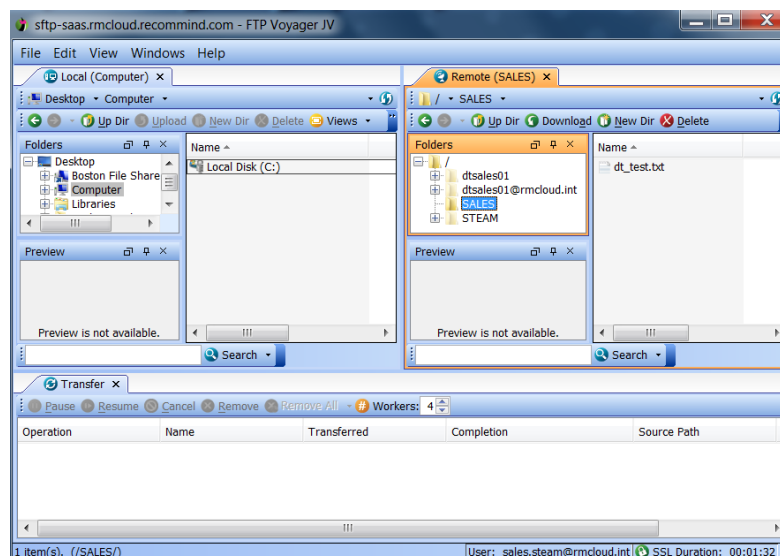 sftp-saas.rmcloud.recommind.com - FTP Voyager JV
File Edit View Windows Help
Local (Computer)
Remote (SALES)
Desktop Computer
/ SALES
Up Dir Upload New Dir Delete Views
Up Dir Download New Dir Delete
Folders
Name
Desktop
Boston File Share
Computer
Libraries
Local Disk (C:)
Folders
Name
/
dtsales01
dtsales01@rmcloud.int
SALES
STEAM
dt_test.txt
Preview
Preview is not available.
Preview
Preview is not available.
Search
Search
Transfer
Pause Resume Cancel Remove Remove All Workers: 4
Operation Name Transferred Completion Source Path
1 item(s). (/SALES/)
User: sales.steam@rmcloud.int SSL Duration: 00:01:32